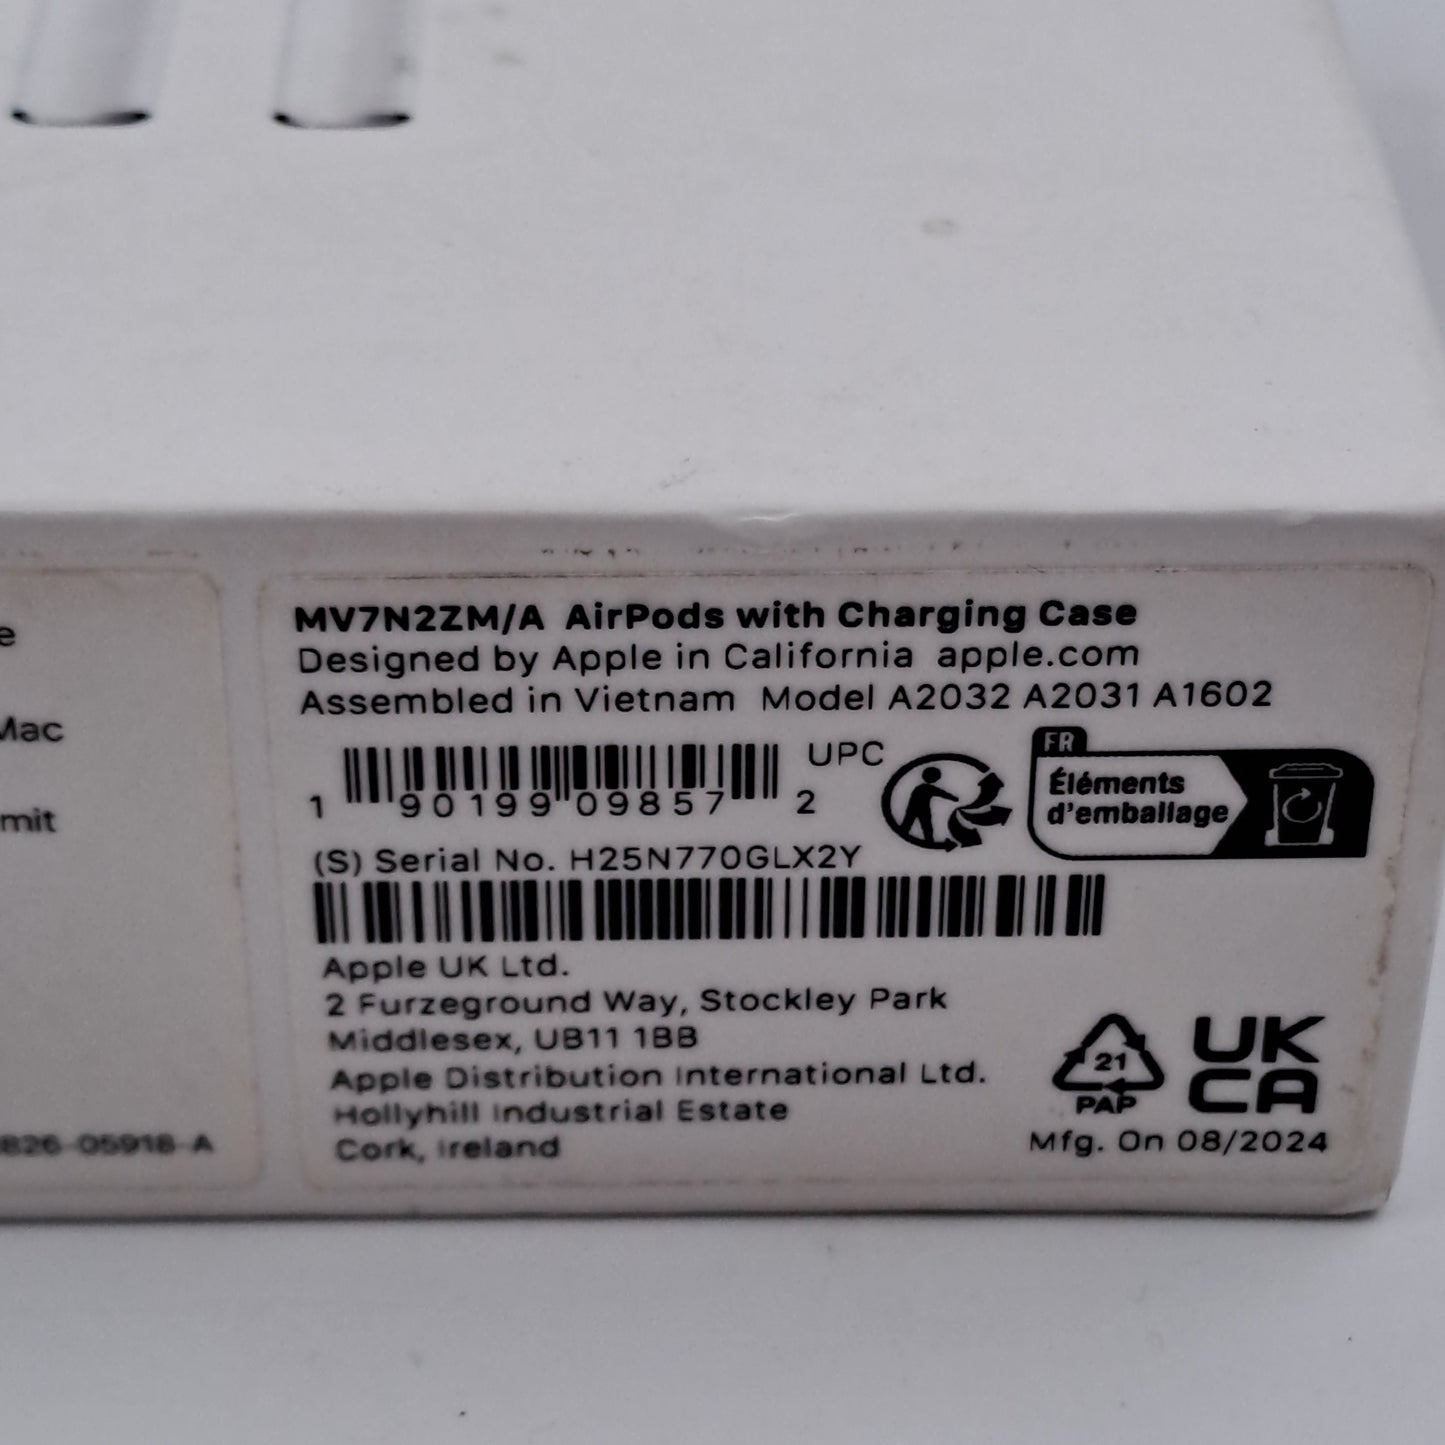 e
Mac
mit
826-05918-A
MV7N2ZM/A AirPods with Charging Case
Designed by Apple in California apple.com
Assembled in Vietnam Model A2032 A2031 A1602
UPC
1 90199 09857 2
FR
Éléments
d'emballage
(S) Serial No. H25N770GLX2Y
Apple UK Ltd.
2 Furzeground Way, Stockley Park
Middlesex, UB11 1BB
Apple Distribution International Ltd.
Hollyhill Industrial Estate
Cork, Ireland
21
PAP
UK
CA
Mfg. On 08/2024